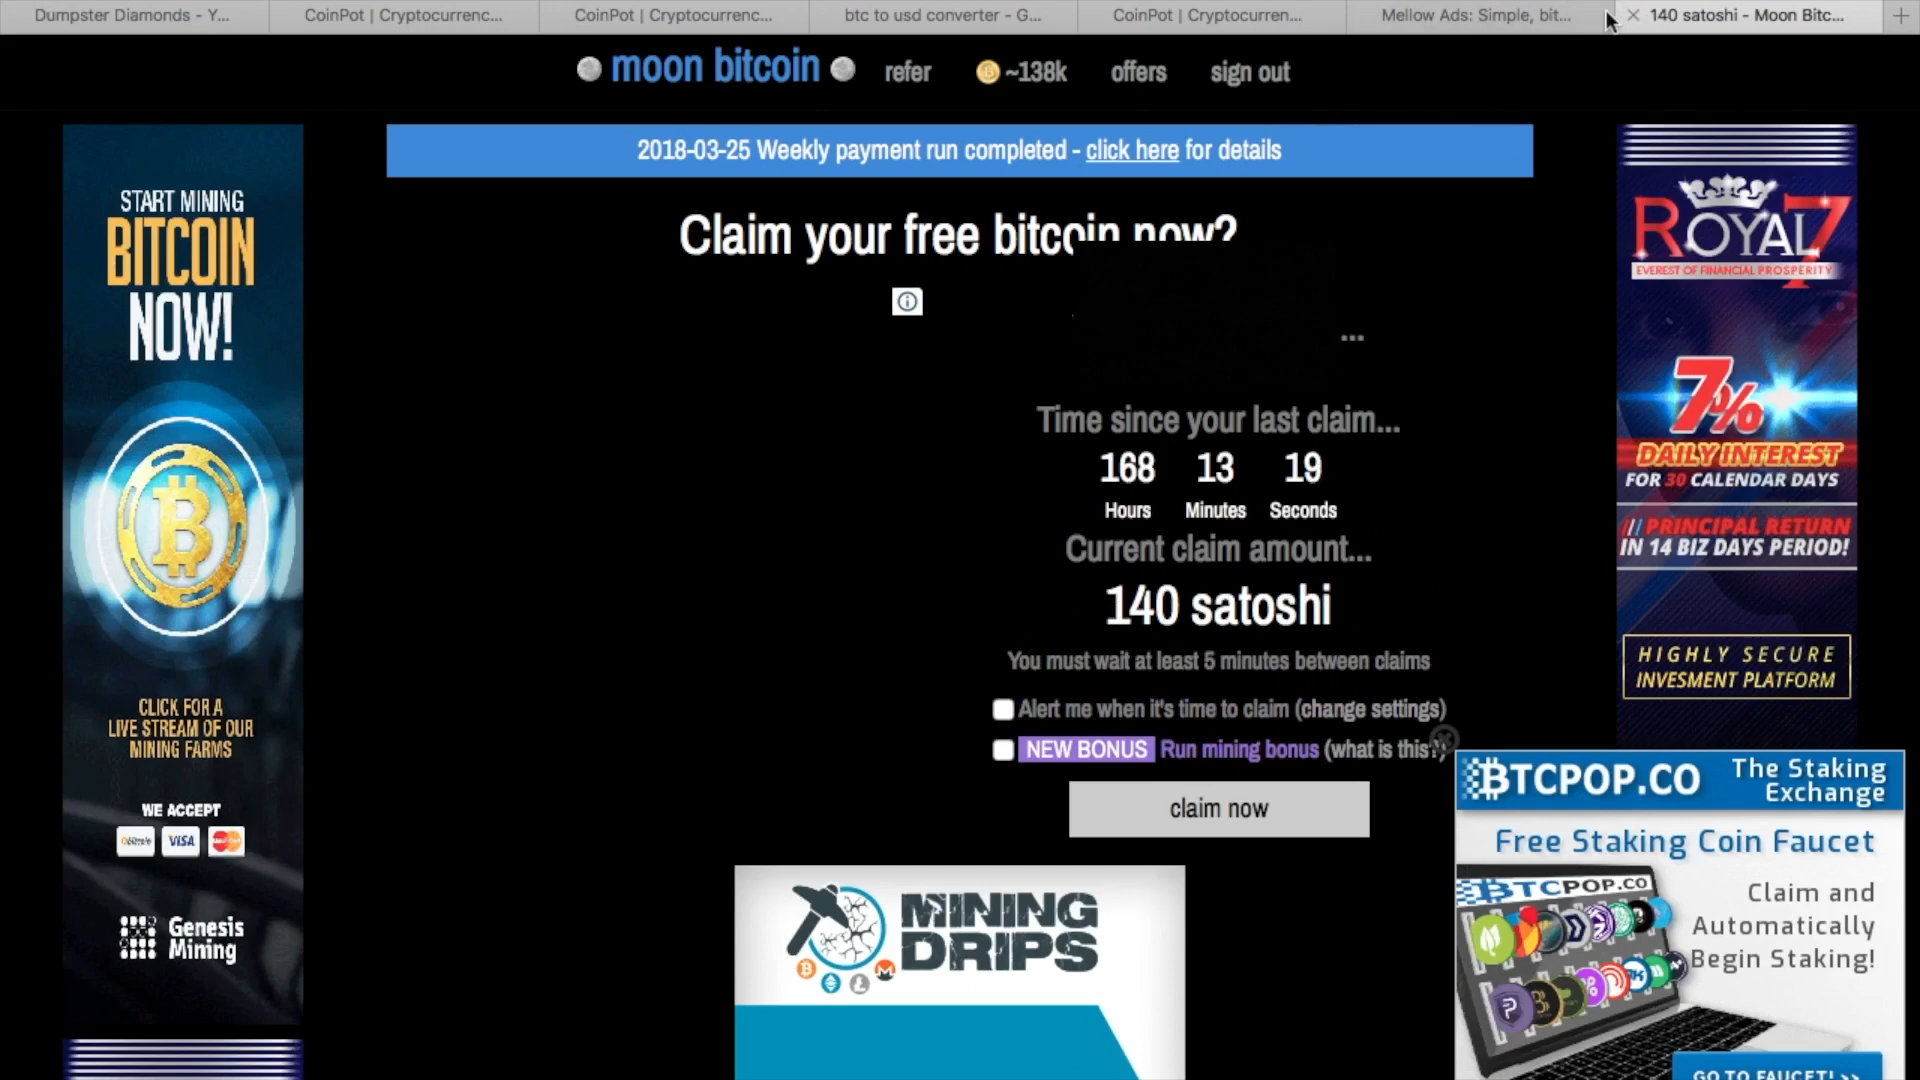 Dumpster Diamonds - Y...
CoinPot | Cryptocurrenc...
CoinPot | Cryptocurrenc...
btc to usd converter - G...
CoinPot | Cryptocurren...
Mellow Ads: Simple, bit...
140 satoshi - Moon Bitc...
moon bitcoin
refer
~138k
offers
sign out
2018-03-25 Weekly payment run completed - click here for details
Claim your free bitcoin now?
...
Time since your last claim...
168 13 19
Hours Minutes Seconds
Current claim amount...
140 satoshi
You must wait at least 5 minutes between claims
Alert me when it's time to claim (change settings)
NEW BONUS Run mining bonus (what is this?)
claim now
START MINING
BITCOIN
NOW!
CLICK FOR A
LIVE STREAM OF OUR
MINING FARMS
WE ACCEPT
bitcoin VISA
Genesis
Mining
ROYAL7
EVEREST OF FINANCIAL PROSPERITY
7%
DAILY INTEREST
FOR 30 CALENDAR DAYS
/// PRINCIPAL RETURN
IN 14 BIZ DAYS PERIOD!
HIGHLY SECURE
INVESMENT PLATFORM
MINING
DRIPS
BTCPOP.CO
The Staking
Exchange
Free Staking Coin Faucet
BTCPOP.CO
Claim and
Automatically
Begin Staking!
GO TO FAUCET! >>